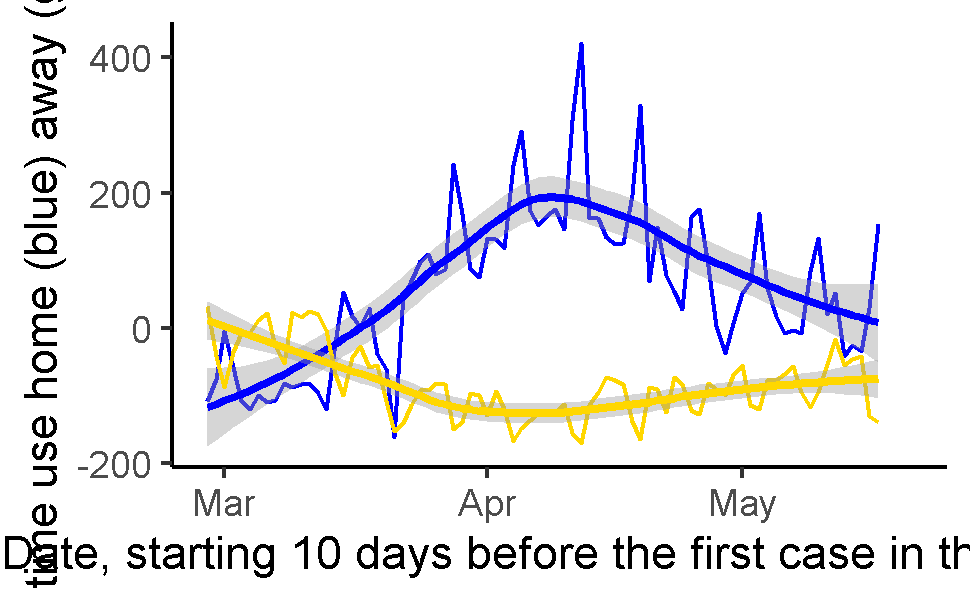 time use home (blue) away (
400
200
0
-200
Mar
Apr
May
Date, starting 10 days before the first case in th